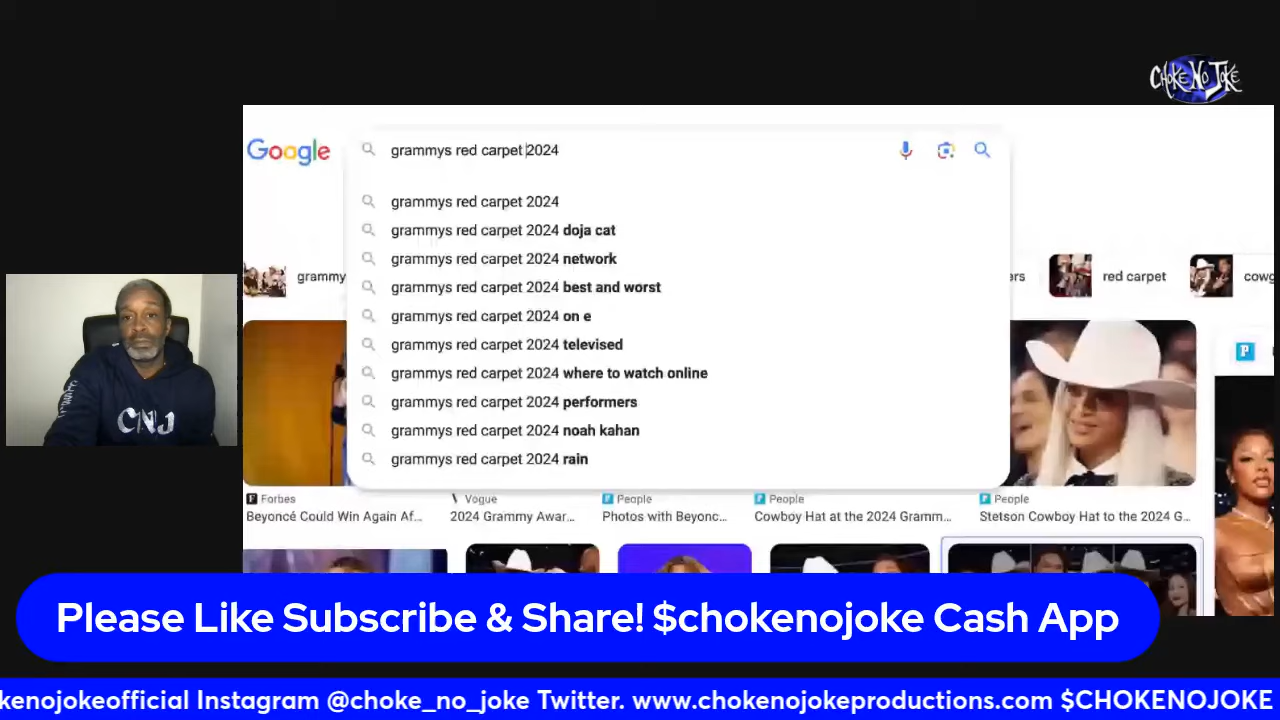 CHOKE NO JOKE
Google
grammys red carpet 2024
grammys red carpet 2024
grammys red carpet 2024 doja cat
grammys red carpet 2024 network
grammys red carpet 2024 best and worst
grammys red carpet 2024 on e
grammys red carpet 2024 televised
grammys red carpet 2024 where to watch online
grammys red carpet 2024 performers
grammys red carpet 2024 noah kahan
grammys red carpet 2024 rain
grammy
ers
red carpet
cowg
P
CNJ
Forbes
Vogue
People
People
People
Beyoncé Could Win Again Af...
2024 Grammy Awar...
Photos with Beyonc...
Cowboy Hat at the 2024 Gramm...
Stetson Cowboy Hat to the 2024 G...
Please Like Subscribe & Share! $chokenojoke Cash App
kenojokeofficial Instagram @choke_no_joke Twitter. www.chokenojokeproductions.com $CHOKENOJOKE